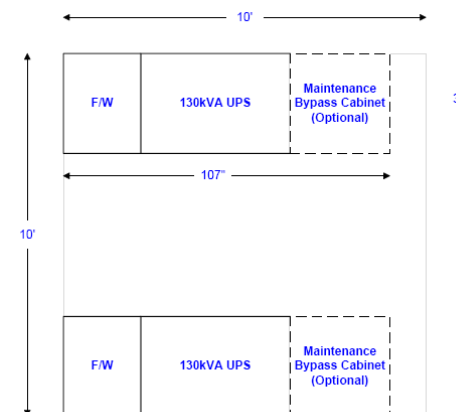 10'
F/W
130kVA UPS
Maintenance
Bypass Cabinet
(Optional)
107"
10'
F/W
130kVA UPS
Maintenance
Bypass Cabinet
(Optional)